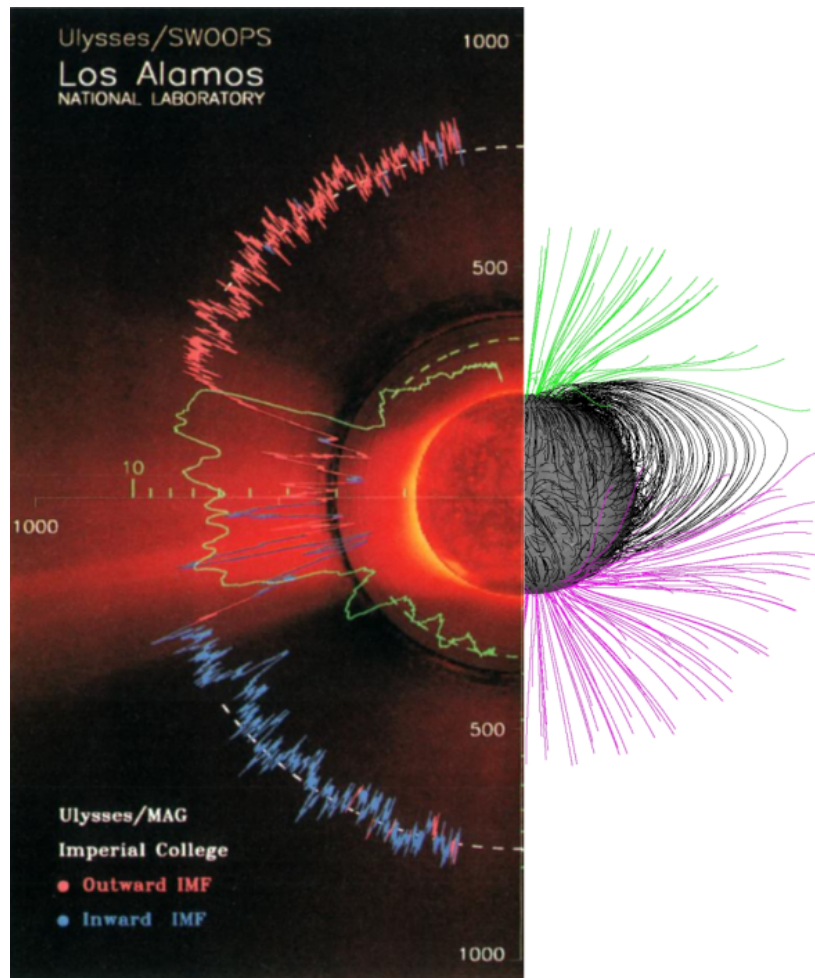 Ulysses/SWOOPS
Los Alamos
NATIONAL LABORATORY
1000
500
10
1000
500
Ulysses/MAG
Imperial College
Outward IMF
Inward IMF
1000